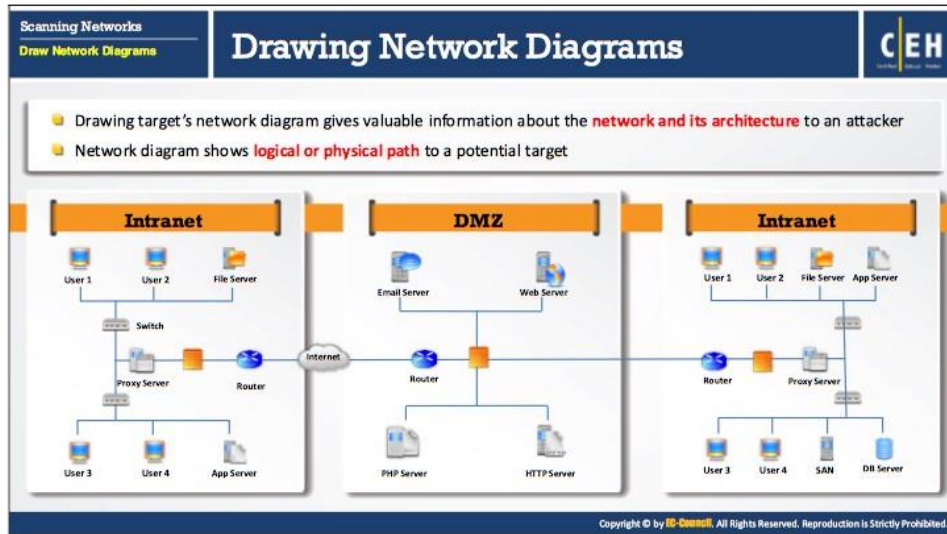 Scanning Networks
Draw Network Diagrams
Drawing Network Diagrams
C|EH
Drawing target's network diagram gives valuable information about the network and its architecture to an attacker
Network diagram shows logical or physical path to a potential target
Intranet
User 1
User 2
File Server
Switch
Proxy Server
Router
User 3
User 4
App Server
Internet
DMZ
Email Server
Web Server
Router
PHP Server
HTTP Server
Intranet
User 1
User 2
File Server
App Server
Router
Proxy Server
User 3
User 4
SAN
DB Server
Copyright © by EC-Council. All Rights Reserved. Reproduction is Strictly Prohibited.